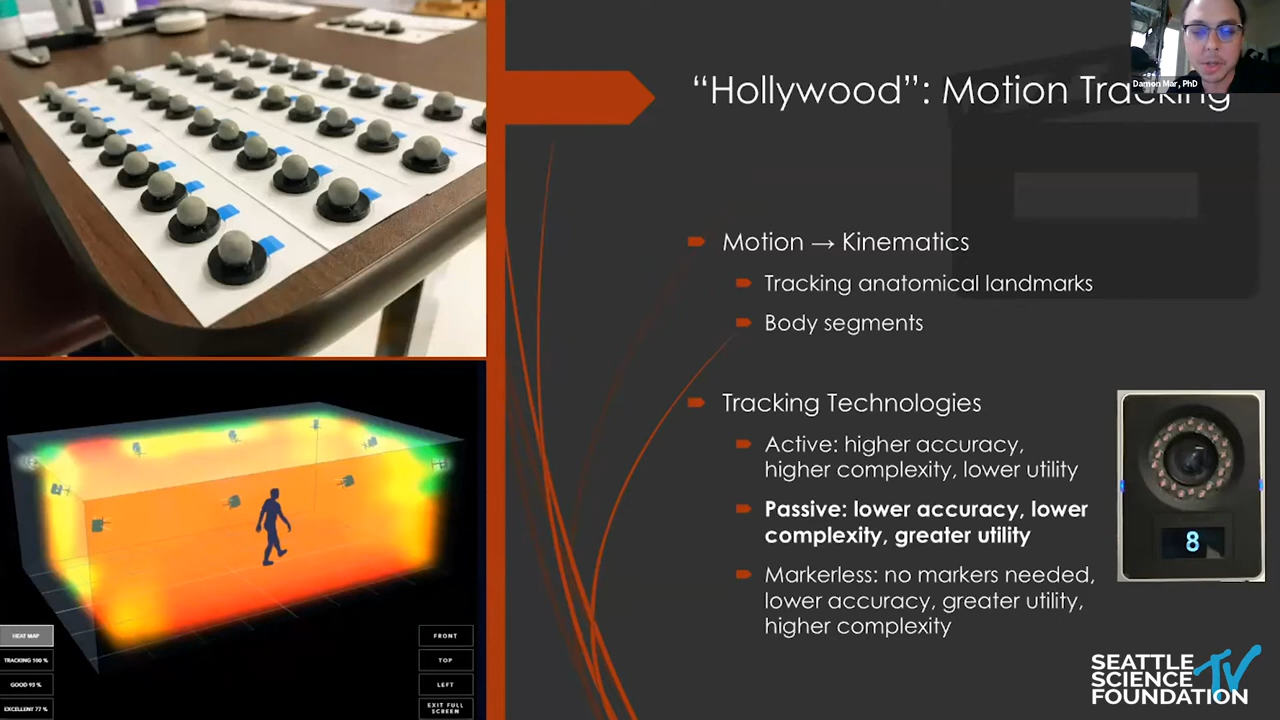 Damon Mar, PhD
“Hollywood”: Motion Tracking
Motion → Kinematics
Tracking anatomical landmarks
Body segments
Tracking Technologies
Active: higher accuracy,
higher complexity, lower utility
Passive: lower accuracy, lower
complexity, greater utility
Markerless: no markers needed,
lower accuracy, greater utility,
higher complexity
8
HEAT MAP
TRACKING 100 %
GOOD 93 %
EXCELLENT 77 %
FRONT
TOP
LEFT
EXIT FULL
SCREEN
SEATTLE
SCIENCE TV
FOUNDATION